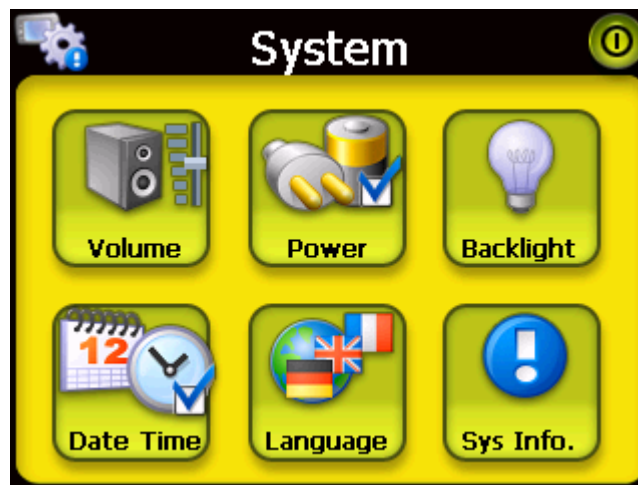 System
Volume
Power
Backlight
12
Date Time
Language
Sys Info.